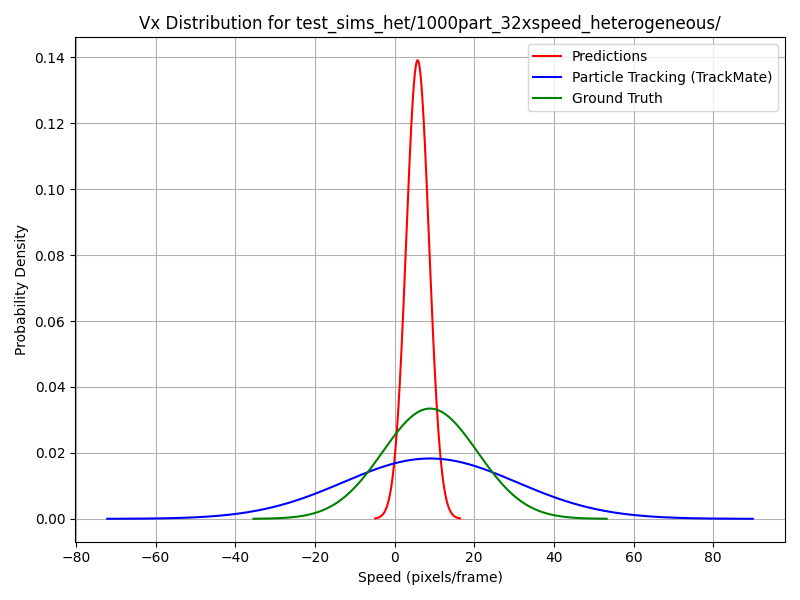 Vx Distribution for test_sims_het/1000part_32xspeed_heterogeneous/
Predictions
Particle Tracking (TrackMate)
Ground Truth
0.14
0.12
0.10
0.08
0.06
0.04
0.02
0.00
Probability Density
−80 −60 −40 −20 0 20 40 60 80
Speed (pixels/frame)